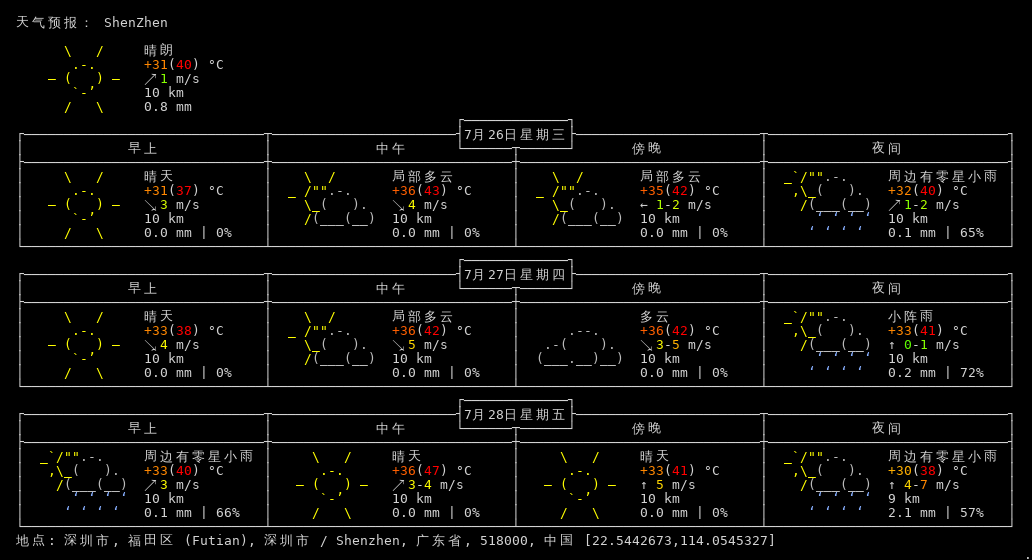 天气预报： ShenZhen
晴朗
+31(40) °C
↗1 m/s
10 km
0.8 mm
7月26日星期三
早上 中午 傍晚 夜间
晴天 局部多云 局部多云 周边有零星小雨
+31(37) °C +36(43) °C +35(42) °C +32(40) °C
↘3 m/s ↘4 m/s ← 1-2 m/s ↗1-2 m/s
10 km 10 km 10 km 10 km
0.0 mm | 0% 0.0 mm | 0% 0.0 mm | 0% 0.1 mm | 65%
7月27日星期四
早上 中午 傍晚 夜间
晴天 局部多云 多云 小阵雨
+33(38) °C +36(42) °C +36(42) °C +33(41) °C
↘4 m/s ↘5 m/s ↘3-5 m/s ↑ 0-1 m/s
10 km 10 km 10 km 10 km
0.0 mm | 0% 0.0 mm | 0% 0.0 mm | 0% 0.2 mm | 72%
7月28日星期五
早上 中午 傍晚 夜间
周边有零星小雨 晴天 晴天 周边有零星小雨
+33(40) °C +36(47) °C +33(41) °C +30(38) °C
↗3 m/s ↗3-4 m/s ↑ 5 m/s ↑ 4-7 m/s
10 km 10 km 10 km 9 km
0.1 mm | 66% 0.0 mm | 0% 0.0 mm | 0% 2.1 mm | 57%
地点: 深圳市, 福田区 (Futian), 深圳市 / Shenzhen, 广东省, 518000, 中国 [22.5442673,114.0545327]